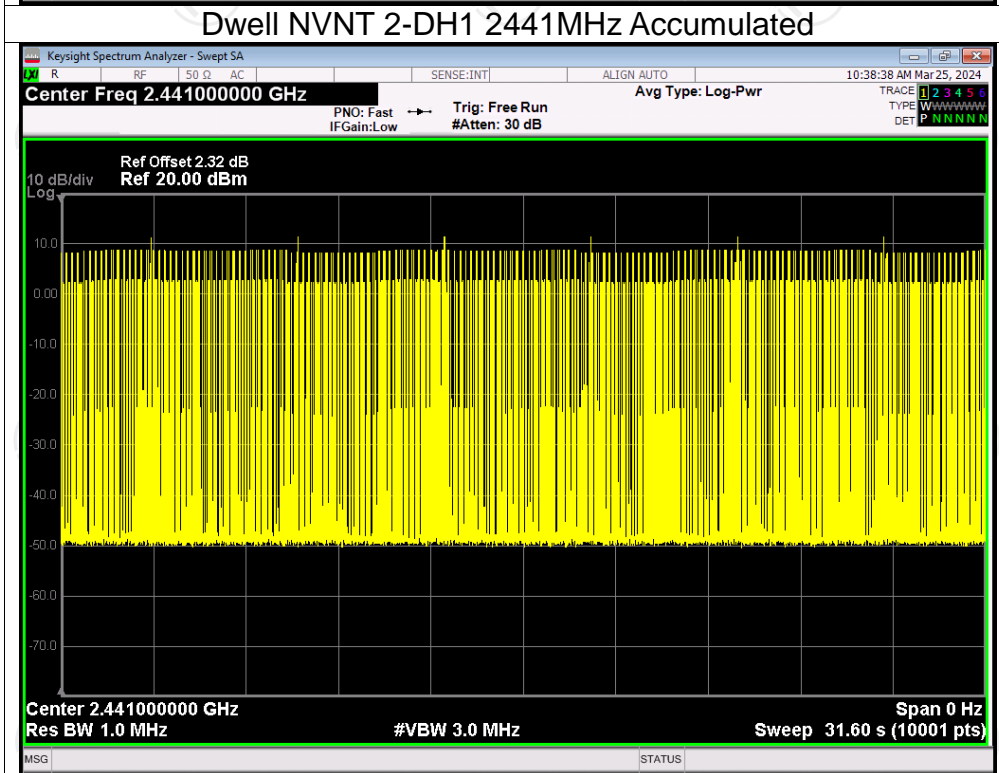 Dwell NVNT 2-DH1 2441MHz Accumulated
Keysight Spectrum Analyzer - Swept SA
LXI R RF 50 Ω AC SENSE:INT ALIGN AUTO 10:38:38 AM Mar 25, 2024
Center Freq 2.441000000 GHz Avg Type: Log-Pwr TRACE 1 2 3 4 5 6
PNO: Fast Trig: Free Run TYPE WWWWWW
IFGain:Low #Atten: 30 dB DET P N N N N N
Ref Offset 2.32 dB
10 dB/div Ref 20.00 dBm
Log
10.0
0.00
-10.0
-20.0
-30.0
-40.0
-50.0
-60.0
-70.0
Center 2.441000000 GHz Span 0 Hz
Res BW 1.0 MHz #VBW 3.0 MHz Sweep 31.60 s (10001 pts)
MSG STATUS